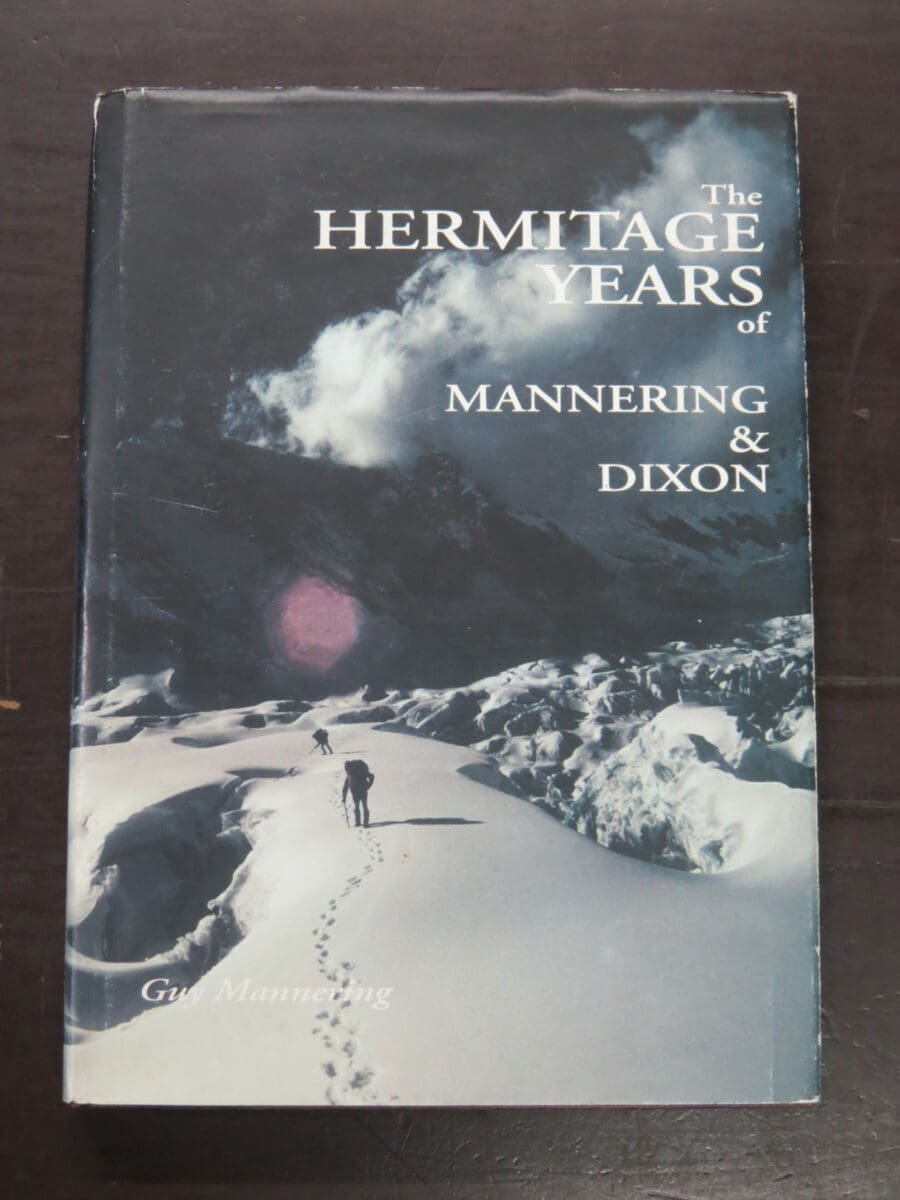 The
HERMITAGE
YEARS
of
MANNERING
&
DIXON
Guy Mannering